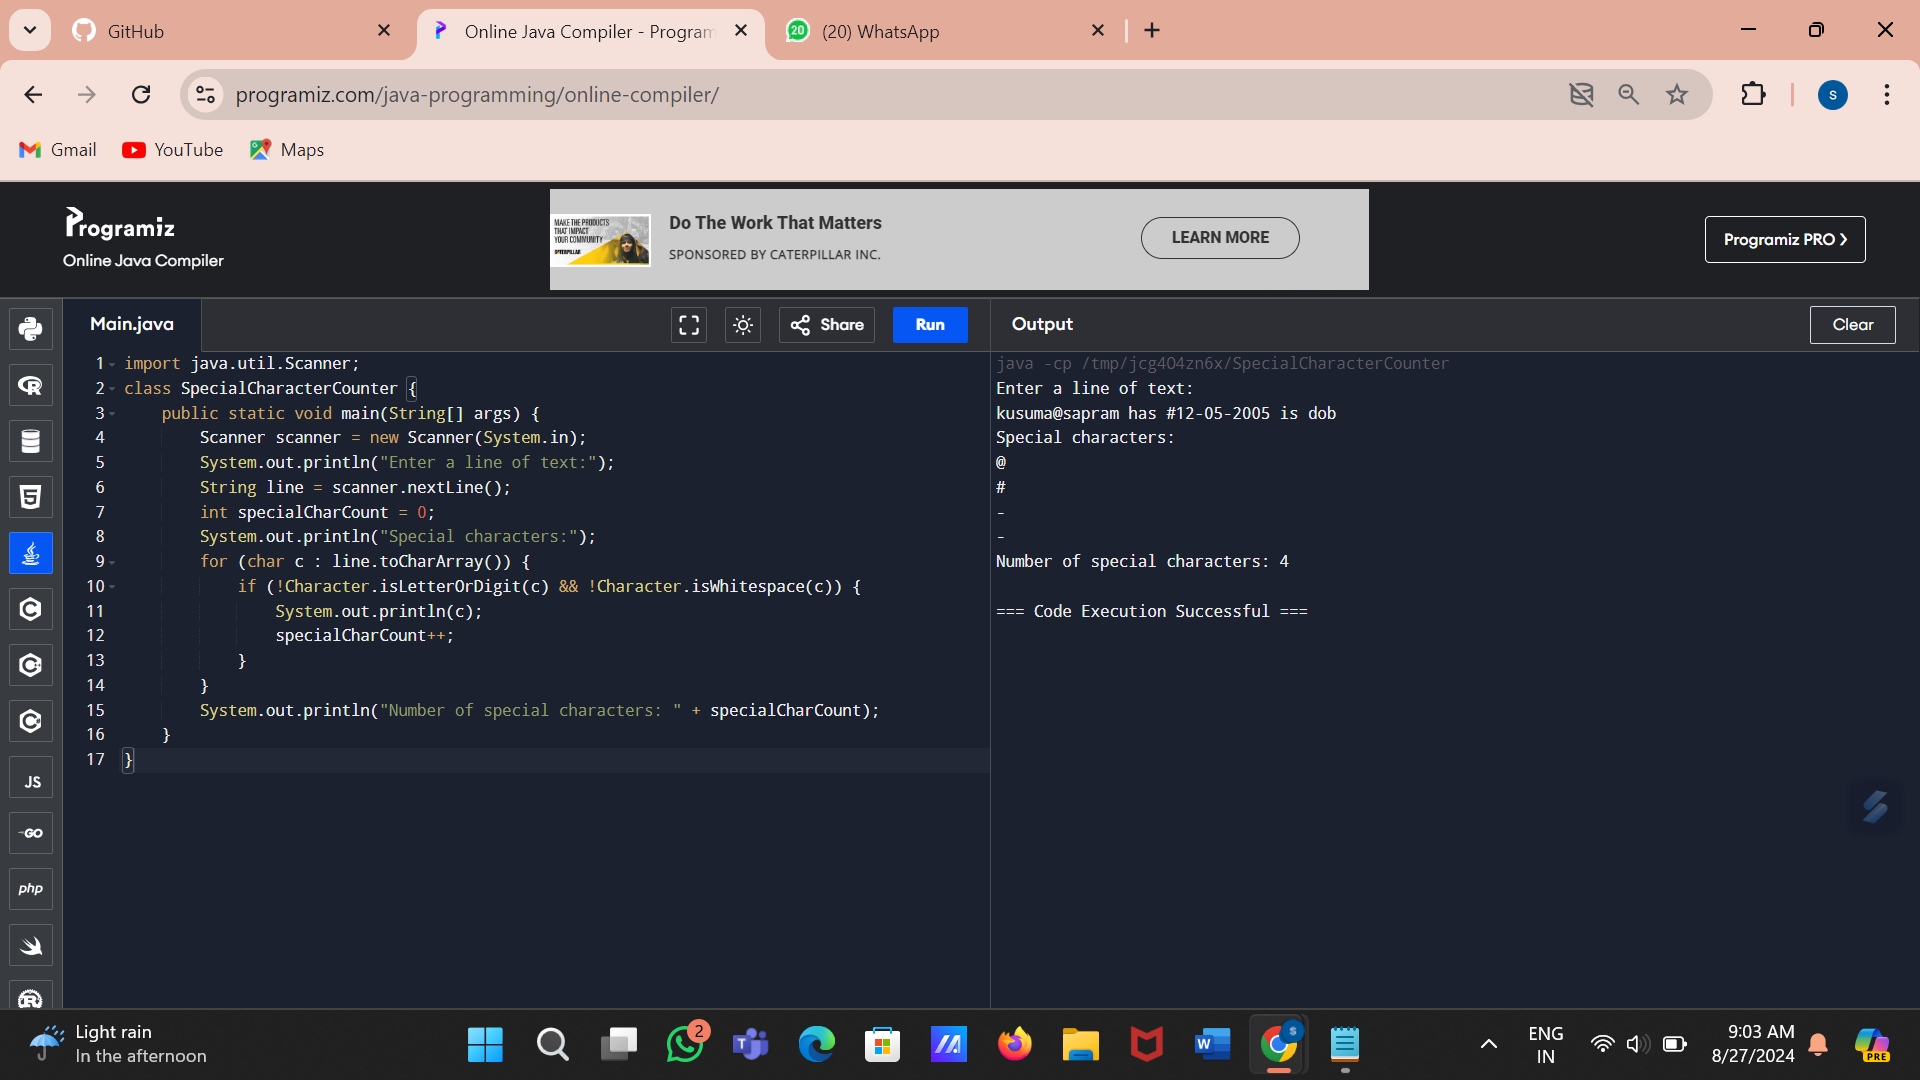 GitHub
Online Java Compiler - Program
20
(20) WhatsApp
programiz.com/java-programming/online-compiler/
s
Gmail
YouTube
Maps
Programiz
Online Java Compiler
MAKE THE PRODUCTS
THAT IMPACT
YOUR COMMUNITY
CATERPILLAR
Do The Work That Matters
SPONSORED BY CATERPILLAR INC.
LEARN MORE
Programiz PRO ❯
Main.java
Share
Run
Output
Clear
1 import java.util.Scanner;
2 class SpecialCharacterCounter {
3 public static void main(String[] args) {
4 Scanner scanner = new Scanner(System.in);
5 System.out.println("Enter a line of text:");
6 String line = scanner.nextLine();
7 int specialCharCount = 0;
8 System.out.println("Special characters:");
9 for (char c : line.toCharArray()) {
10 if (!Character.isLetterOrDigit(c) && !Character.isWhitespace(c)) {
11 System.out.println(c);
12 specialCharCount++;
13 }
14 }
15 System.out.println("Number of special characters: " + specialCharCount);
16 }
17 }
java -cp /tmp/jcg4O4zn6x/SpecialCharacterCounter
Enter a line of text:
kusuma@sapram has #12-05-2005 is dob
Special characters:
@
#
-
-
Number of special characters: 4
=== Code Execution Successful ===
R
5
C
C
C
JS
GO
php
R
Light rain
In the afternoon
2
T
W
S
ENG
IN
9:03 AM
8/27/2024
PRE